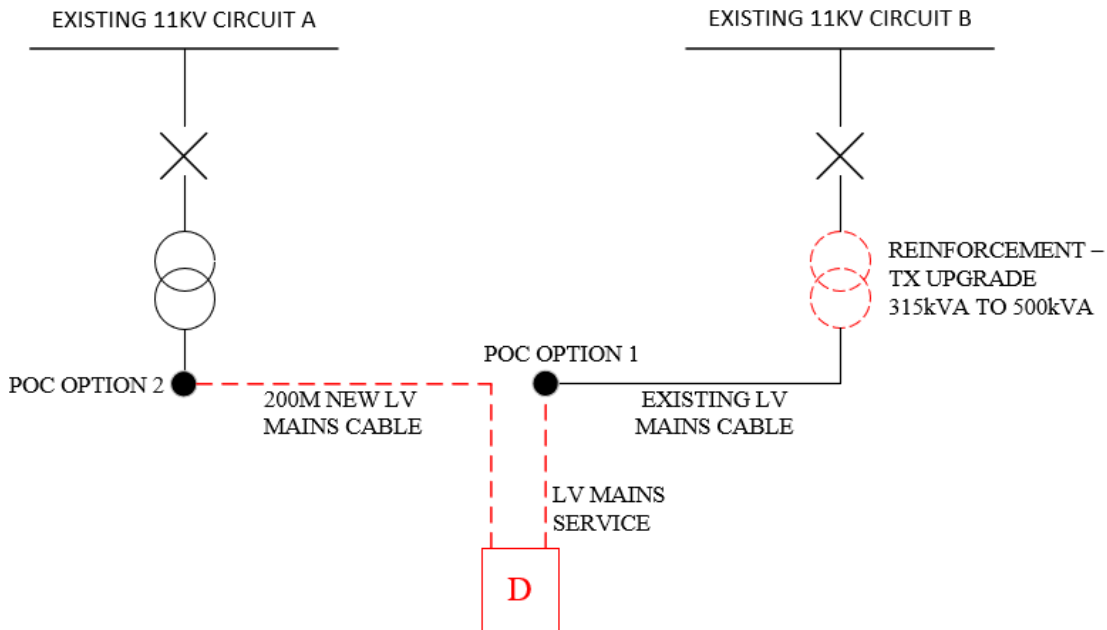 EXISTING 11KV CIRCUIT A
EXISTING 11KV CIRCUIT B
REINFORCEMENT –
TX UPGRADE
315kVA TO 500kVA
POC OPTION 1
POC OPTION 2
200M NEW LV
MAINS CABLE
EXISTING LV
MAINS CABLE
LV MAINS
SERVICE
D